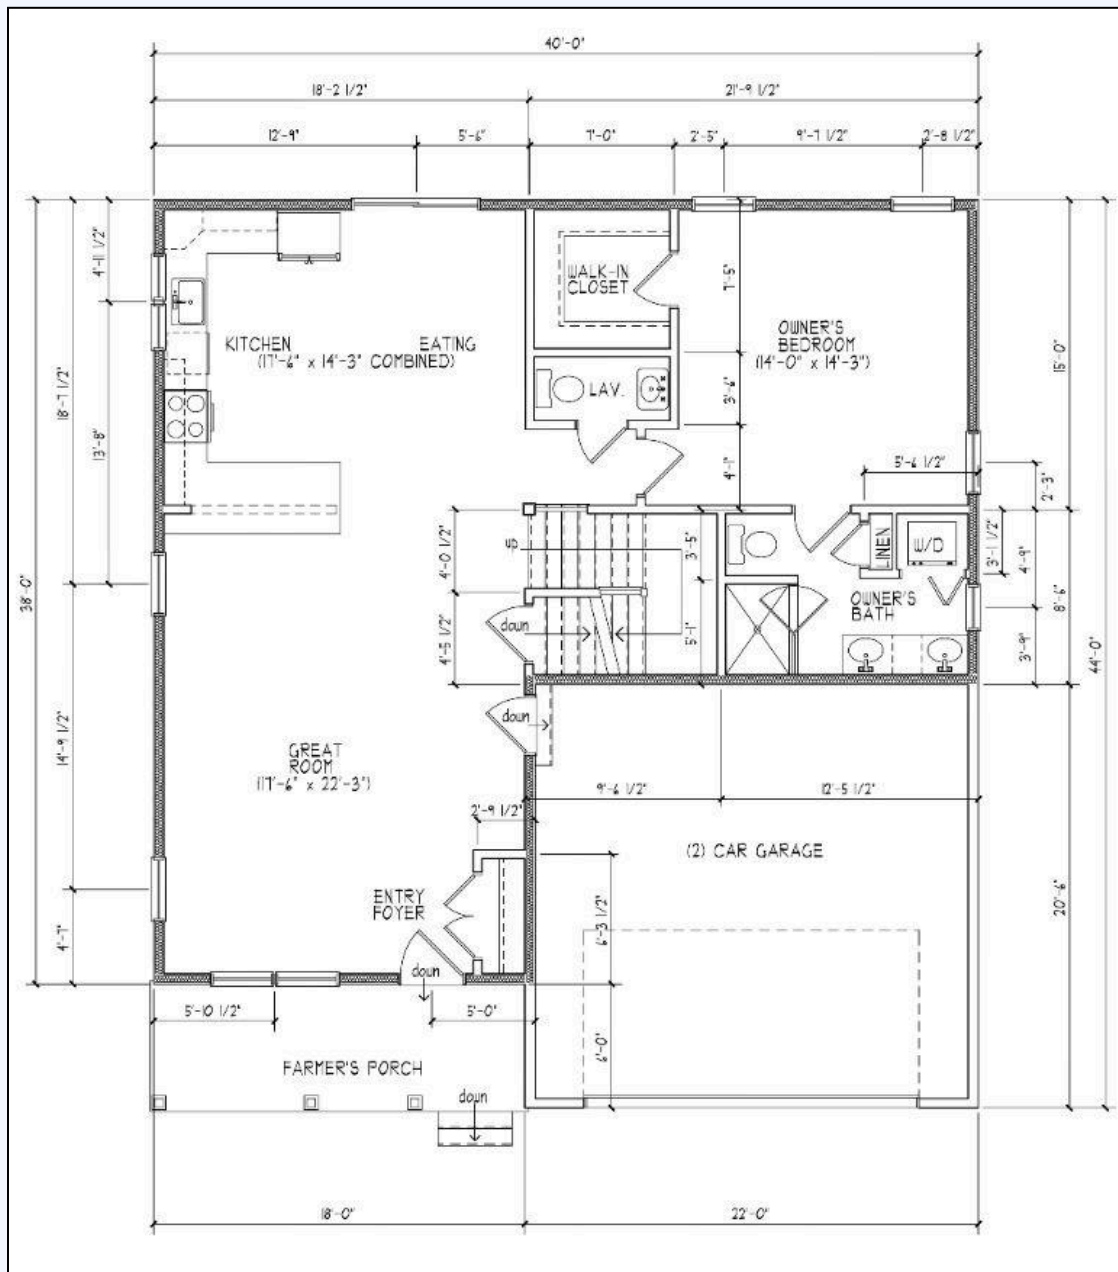 40'-0"
18'-2 1/2"
21'-9 1/2"
12'-9"
5'-6"
7'-0"
2'-5"
9'-7 1/2"
2'-8 1/2"
4'-11 1/2"
WALK-IN
CLOSET
7'-5"
KITCHEN
EATING
(17'-6" x 14'-3" COMBINED)
OWNER'S
BEDROOM
(14'-0" x 14'-3")
15'-0"
18'-7 1/2"
13'-8"
LAV.
3'-6"
4'-1"
5'-6 1/2"
2'-3"
38'-0"
4'-0 1/2"
up
3'-5"
LINEN
W/D
3'-1 1/2"
4'-9"
8'-6"
44'-0"
4'-5 1/2"
down
5'-1"
OWNER'S
BATH
3'-9"
down
14'-9 1/2"
GREAT
ROOM
(17'-6" x 22'-3")
9'-6 1/2"
12'-5 1/2"
2'-9 1/2"
(2) CAR GARAGE
ENTRY
FOYER
6'-3 1/2"
20'-6"
4'-7"
down
5'-10 1/2"
5'-0"
6'-0"
FARMER'S PORCH
down
18'-0"
22'-0"